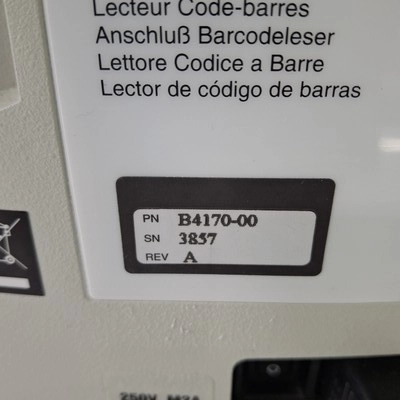 Lecteur Code-barres
Anschluß Barcodeleser
Lettore Codice a Barre
Lector de código de barras
PN B4170-00
SN 3857
REV A